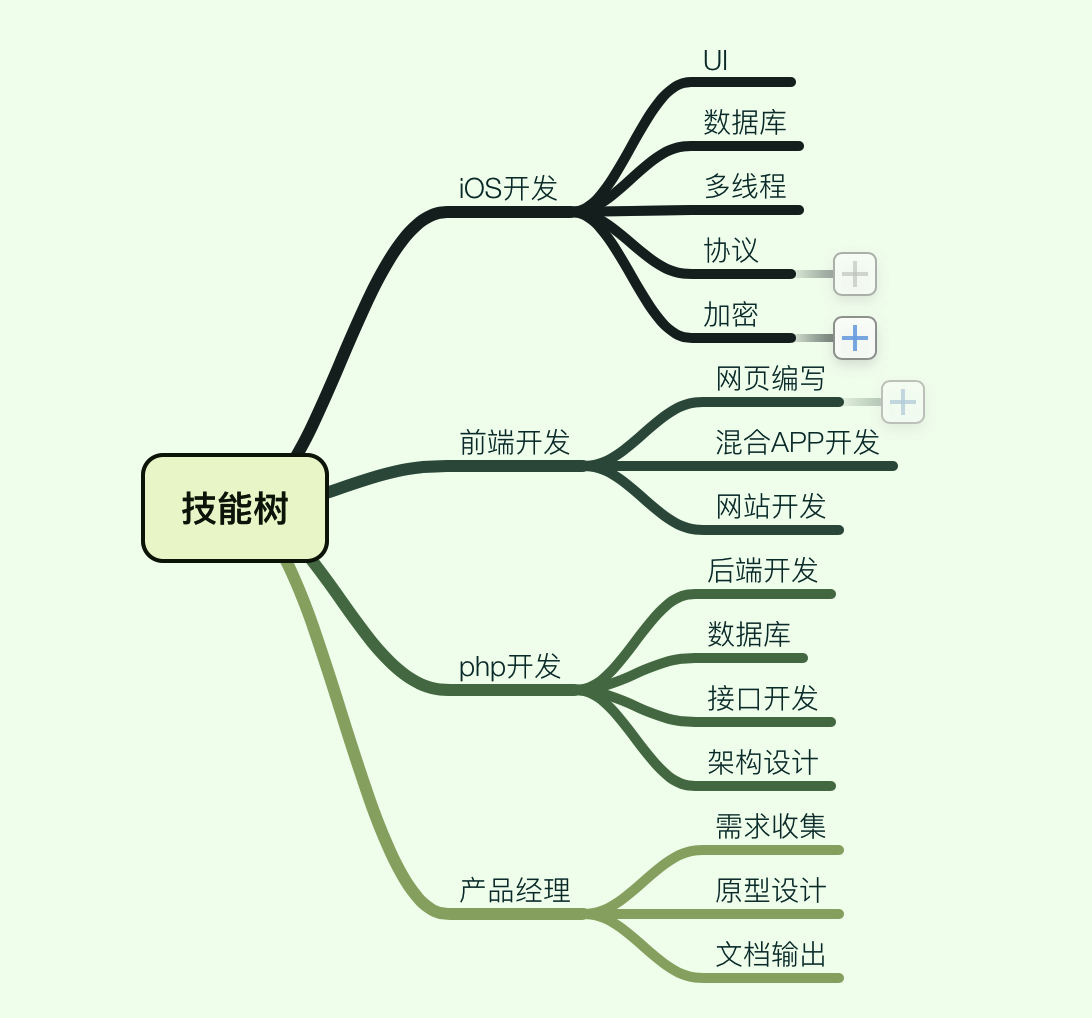 技能树
iOS开发
UI
数据库
多线程
协议
加密
前端开发
网页编写
混合APP开发
网站开发
php开发
后端开发
数据库
接口开发
架构设计
产品经理
需求收集
原型设计
文档输出